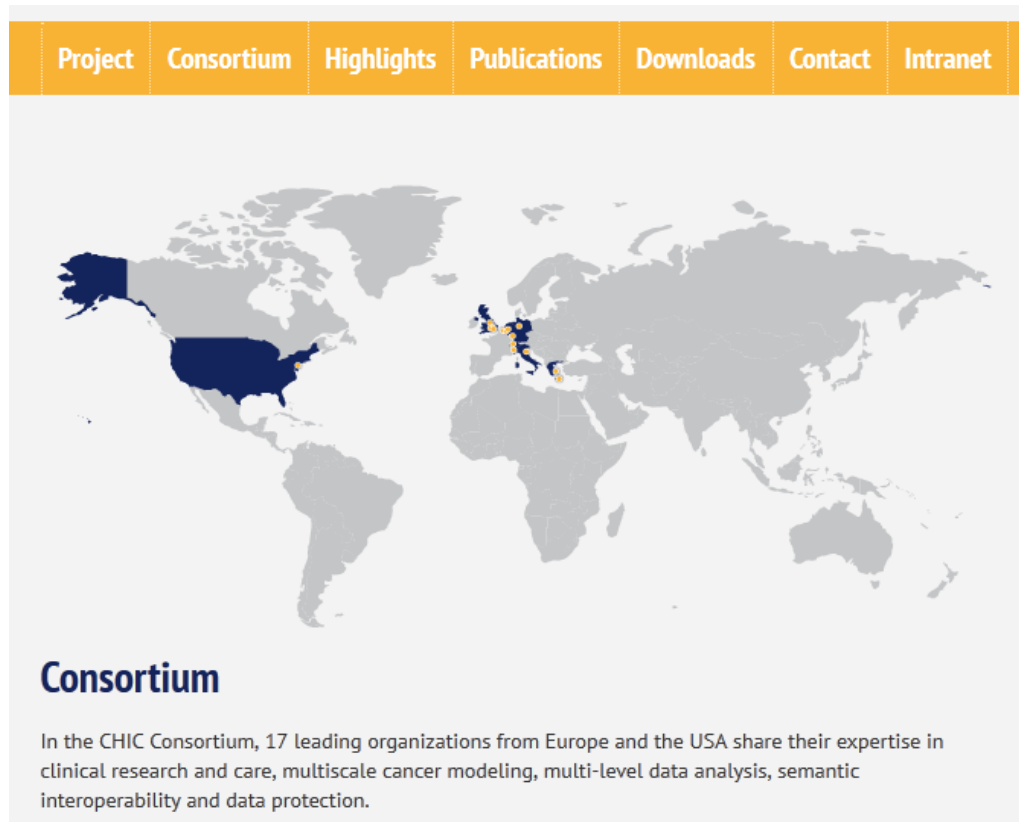 Project Consortium Highlights Publications Downloads Contact Intranet
Consortium
In the CHIC Consortium, 17 leading organizations from Europe and the USA share their expertise in
clinical research and care, multiscale cancer modeling, multi-level data analysis, semantic
interoperability and data protection.